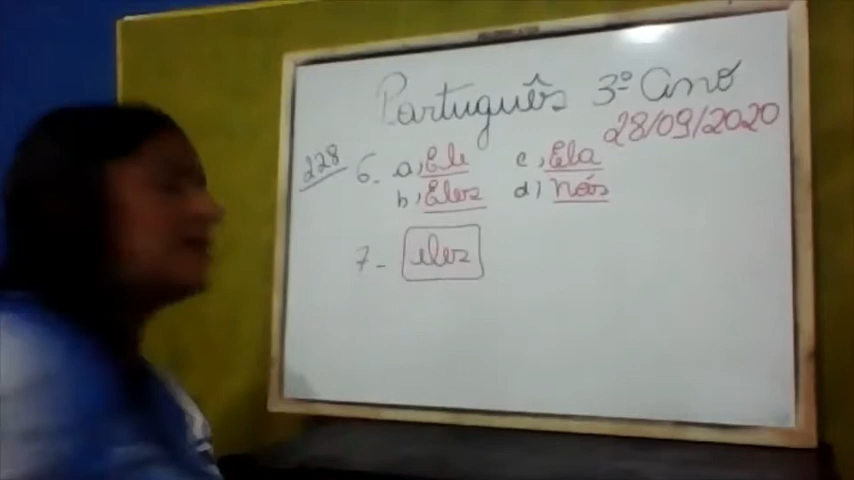 Português 3º ano
28/09/2020
228 6. a) Ele c) Ela
b) Eles d) nós
7- eles